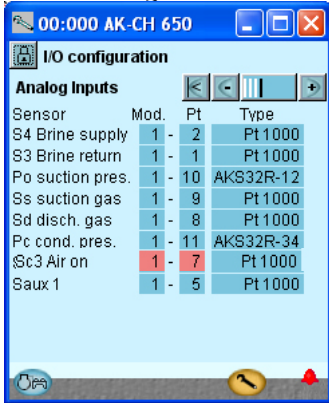 00:000 AK-CH 650
I/O configuration
Analog Inputs
Sensor Mod. Pt Type
S4 Brine supply 1 - 2 Pt 1000
S3 Brine return 1 - 1 Pt 1000
Po suction pres. 1 - 10 AKS32R-12
Ss suction gas 1 - 9 Pt 1000
Sd disch. gas 1 - 8 Pt 1000
Pc cond. pres. 1 - 11 AKS32R-34
Sc3 Air on 1 - 7 Pt 1000
Saux 1 1 - 5 Pt 1000